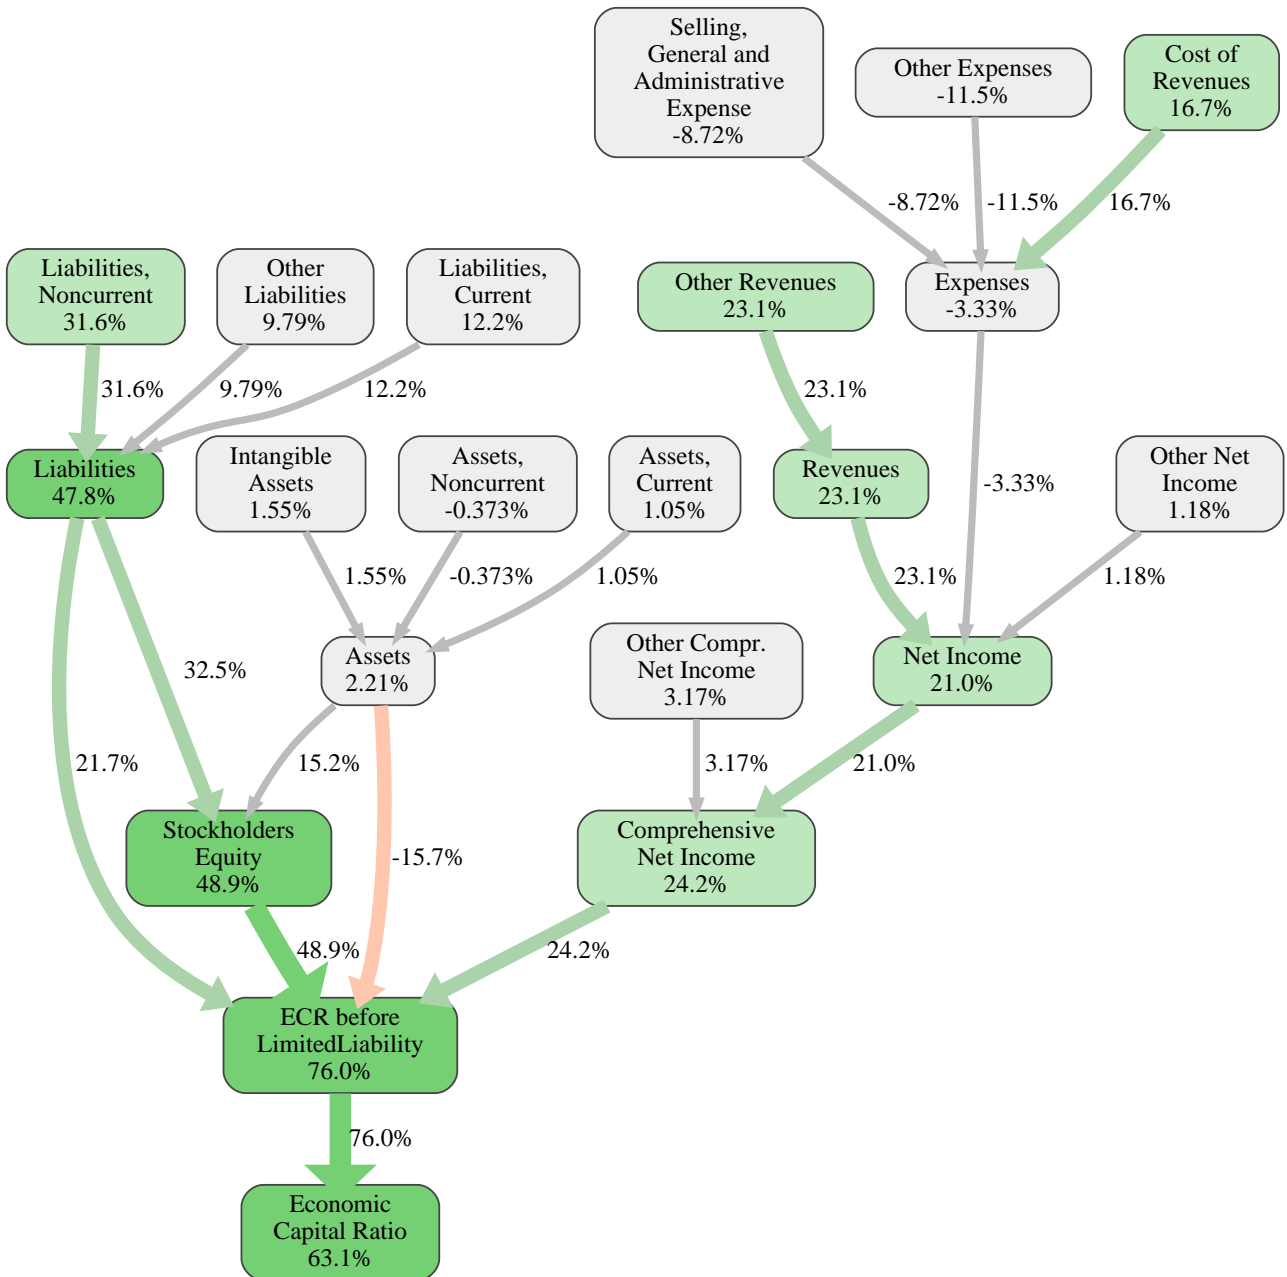 Selling,
General and
Administrative
Expense
-8.72%
Other Expenses
-11.5%
Cost of
Revenues
16.7%
-8.72%
-11.5%
16.7%
Liabilities,
Noncurrent
31.6%
Other
Liabilities
9.79%
Liabilities,
Current
12.2%
Other Revenues
23.1%
Expenses
-3.33%
31.6%
9.79%
12.2%
23.1%
Liabilities
47.8%
Intangible
Assets
1.55%
Assets,
Noncurrent
-0.373%
Assets,
Current
1.05%
Revenues
23.1%
-3.33%
Other Net
Income
1.18%
1.55%
-0.373%
1.05%
23.1%
1.18%
32.5%
Assets
2.21%
Other Compr.
Net Income
3.17%
Net Income
21.0%
21.7%
15.2%
3.17%
21.0%
Stockholders
Equity
48.9%
-15.7%
Comprehensive
Net Income
24.2%
48.9%
24.2%
ECR before
LimitedLiability
76.0%
76.0%
Economic
Capital Ratio
63.1%